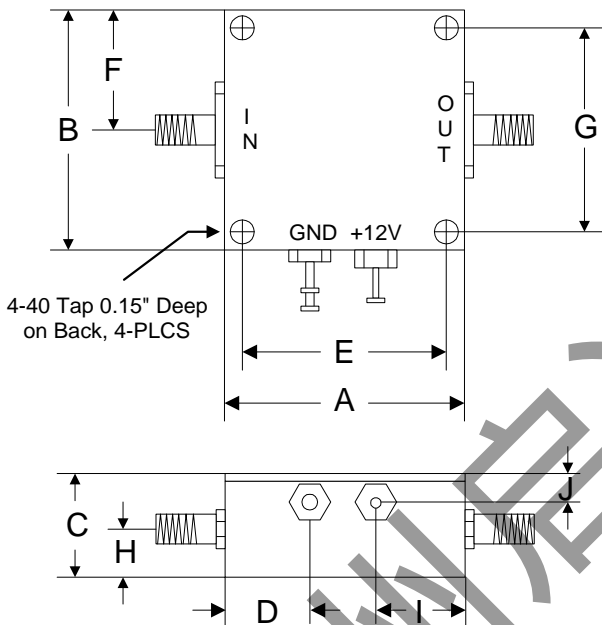 F
B
I
N
O
U
T
G
GND +12V
4-40 Tap 0.15" Deep
on Back, 4-PLCS
E
A
J
C
H
D
I